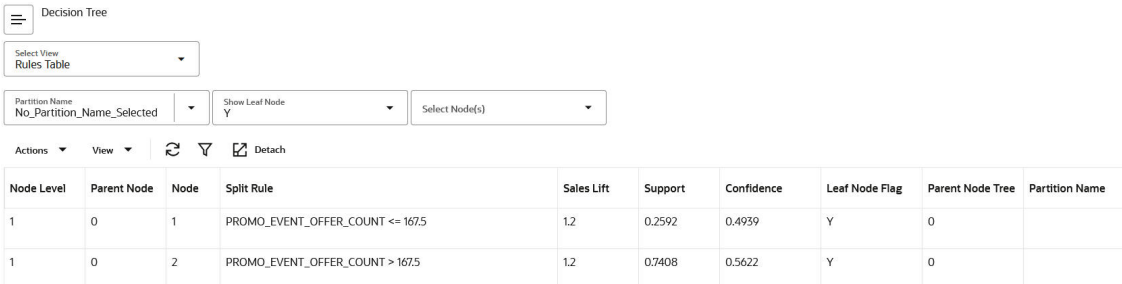 Decision Tree
Select View
Rules Table
Partition Name
No_Partition_Name_Selected
Show Leaf Node
Y
Select Node(s)
Actions View Detach
Node Level Parent Node Node Split Rule Sales Lift Support Confidence Leaf Node Flag Parent Node Tree Partition Name
1 0 1 PROMO_EVENT_OFFER_COUNT <= 167.5 1.2 0.2592 0.4939 Y 0
1 0 2 PROMO_EVENT_OFFER_COUNT > 167.5 1.2 0.7408 0.5622 Y 0